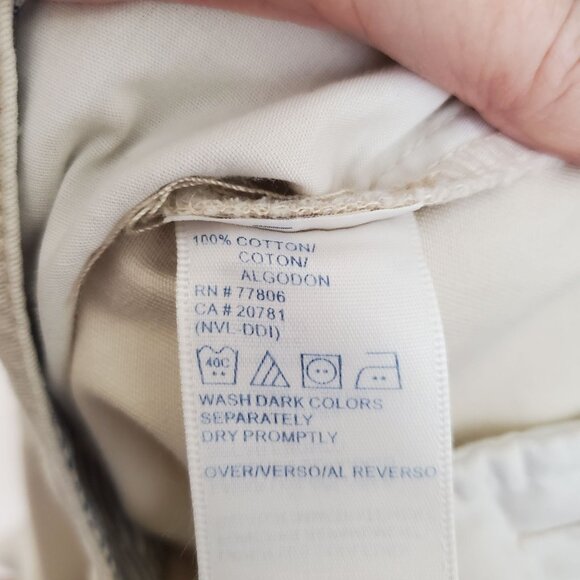 100% COTTON/
COTON/
ALGODON
RN # 77806
CA # 20781
(NVL-DDI)
40C
WASH DARK COLORS
SEPARATELY
DRY PROMPTLY
OVER/VERSO/AL REVERSO